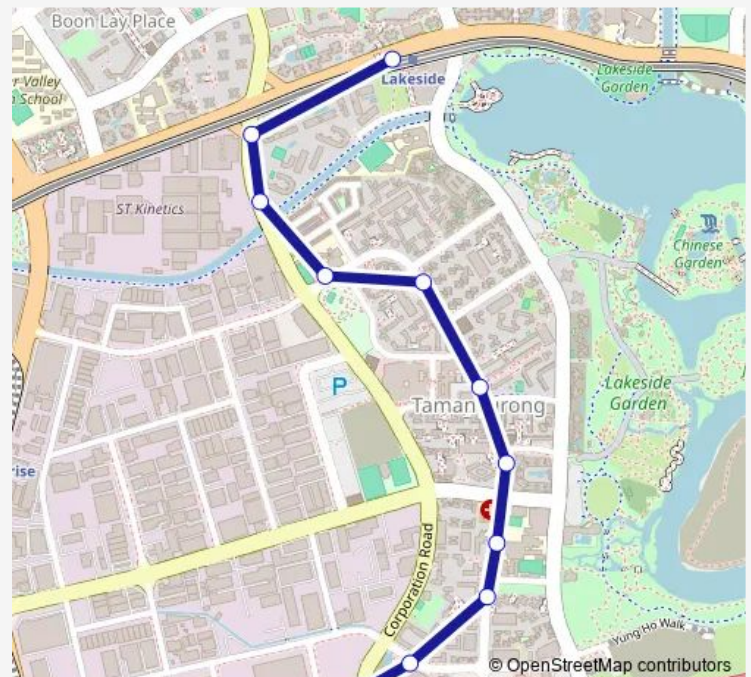 Boon Lay Place
Valley
School
Lakeside
Lakeside
Garden
ST Kinetics
Chinese
Garden
P
Lakeside
Garden
Taman
rong
rise
Corporation Road
Yung Ho Walk
© OpenStreetMap contributors